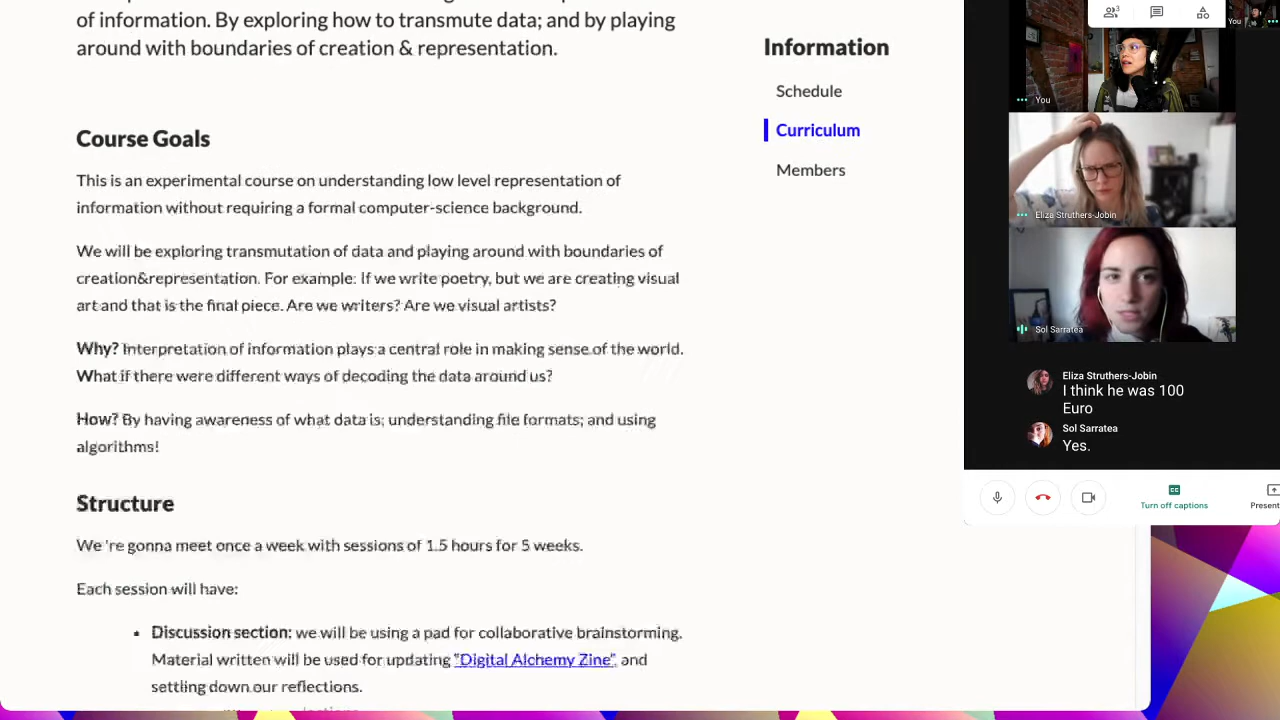 of information. By exploring how to transmute data; and by playing
around with boundaries of creation & representation.
Course Goals
This is an experimental course on understanding low level representation of
information without requiring a formal computer-science background.
We will be exploring transmutation of data and playing around with boundaries of
creation&representation. For example: If we write poetry, but we are creating visual
art and that is the final piece. Are we writers? Are we visual artists?
Why? Interpretation of information plays a central role in making sense of the world.
What if there were different ways of decoding the data around us?
How? By having awareness of what data is; understanding file formats; and using
algorithms!
Structure
We 're gonna meet once a week with sessions of 1.5 hours for 5 weeks.
Each session will have:
• Discussion section: we will be using a pad for collaborative brainstorming.
Material written will be used for updating “Digital Alchemy Zine”, and
settling down our reflections.
Information
Schedule
Curriculum
Members
3
You
You
Eliza Struthers-Jobin
Sol Sarratea
Eliza Struthers-Jobin
I think he was 100
Euro
Sol Sarratea
Yes.
Turn off captions
Present